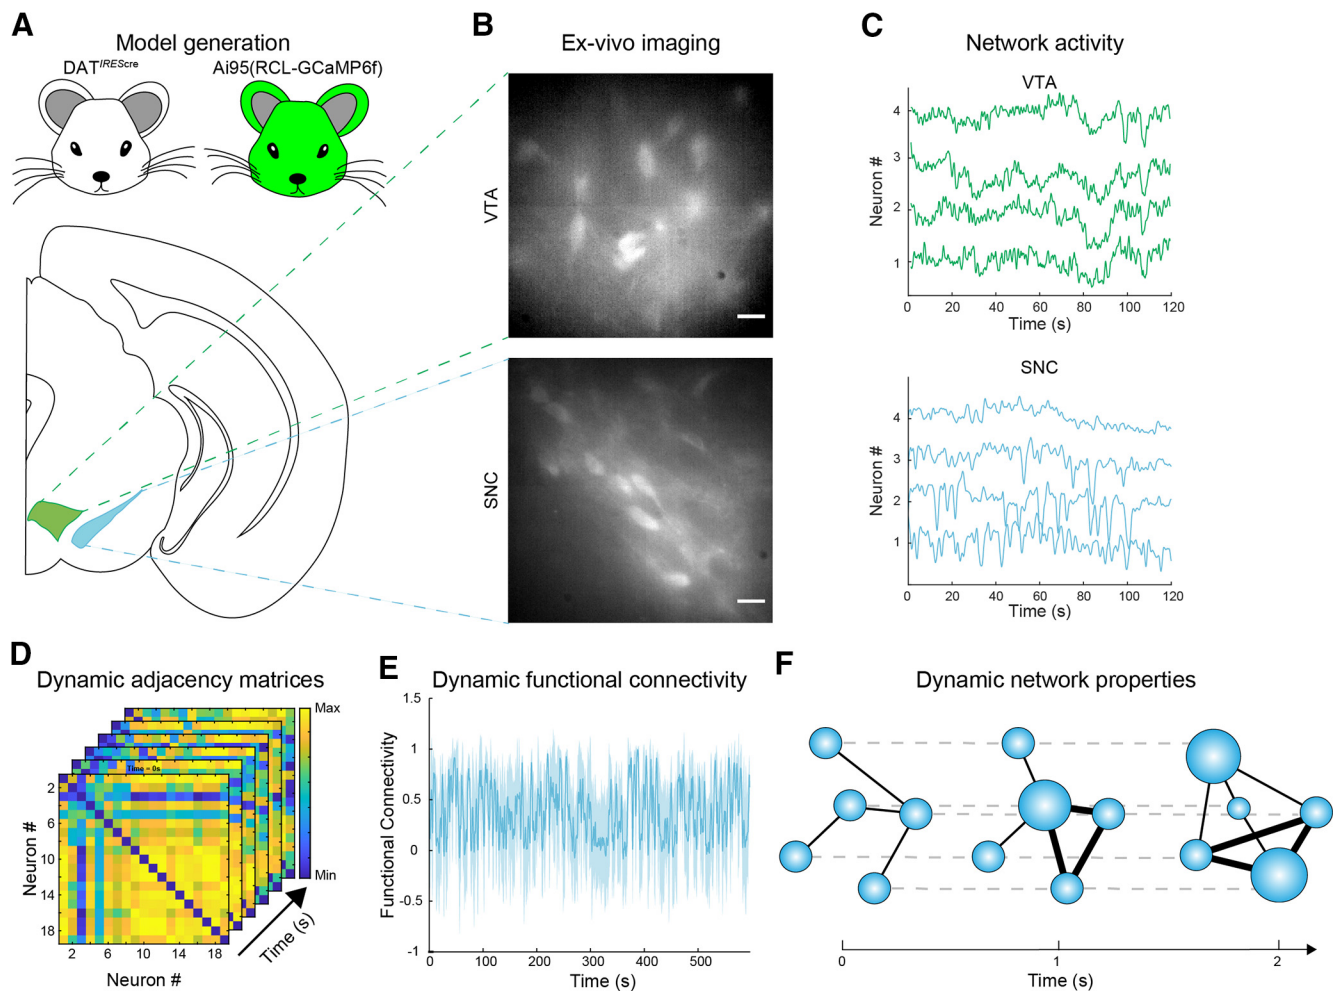 A
Model generation
DATIREScre
Ai95(RCL-GCaMP6f)
B
Ex-vivo imaging
VTA
SNC
C
Network activity
VTA
Neuron #
4
3
2
1
0 20 40 60 80 100 120
Time (s)
SNC
Neuron #
4
3
2
1
0 20 40 60 80 100 120
Time (s)
D
Dynamic adjacency matrices
Max
Min
Time = 0s
Neuron #
2
6
10
14
18
2 6 10 14 18
Neuron #
Time (s)
E
Dynamic functional connectivity
Functional Connectivity
1.5
1
0.5
0
-0.5
-1
0 100 200 300 400 500
Time (s)
F
Dynamic network properties
0 1 2
Time (s)